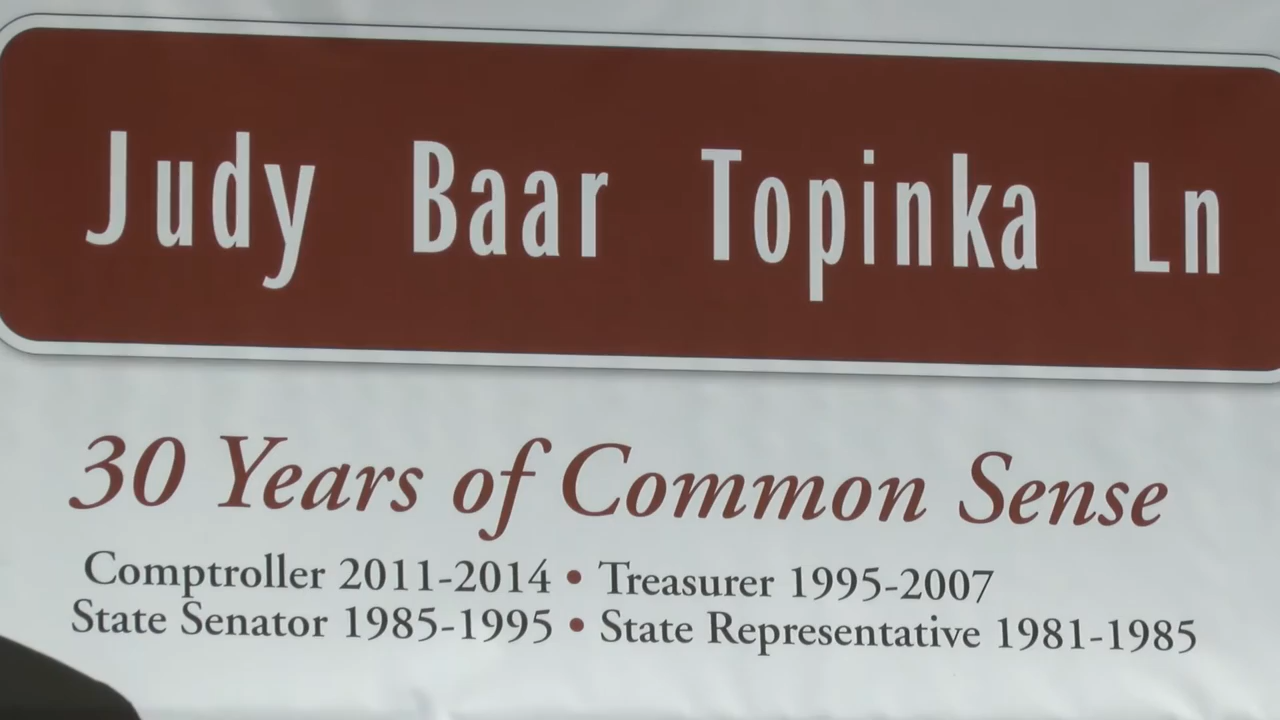 Judy Baar Topinka Ln
30 Years of Common Sense
Comptroller 2011-2014 • Treasurer 1995-2007
State Senator 1985-1995 • State Representative 1981-1985